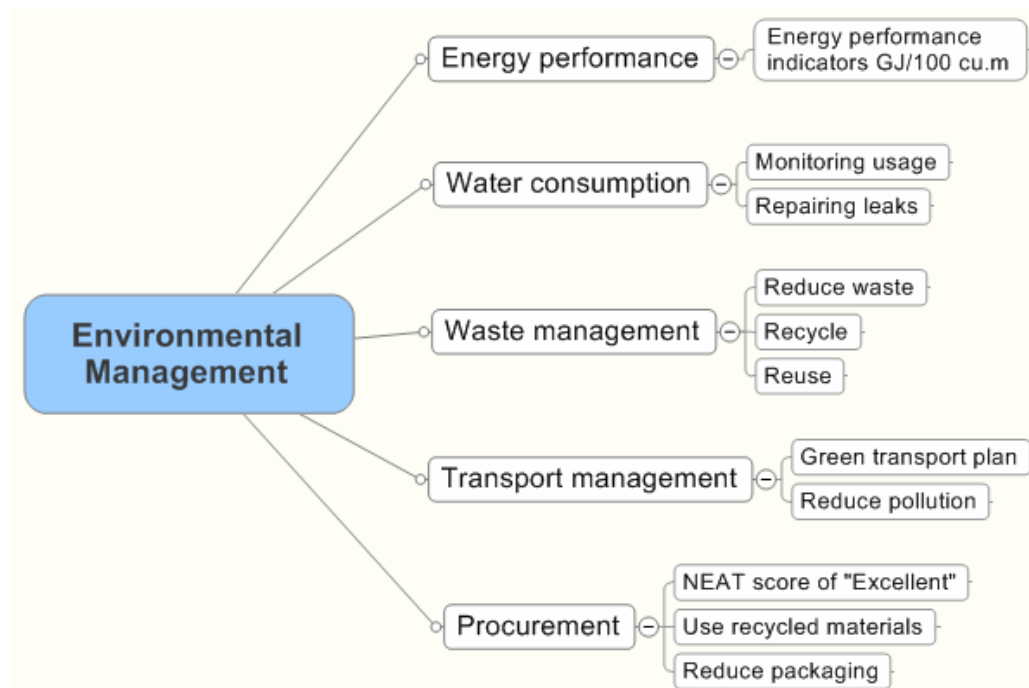 Energy performance
Energy performance
indicators GJ/100 cu.m
Water consumption
Monitoring usage
Repairing leaks
Environmental
Management
Waste management
Reduce waste
Recycle
Reuse
Transport management
Green transport plan
Reduce pollution
Procurement
NEAT score of "Excellent"
Use recycled materials
Reduce packaging